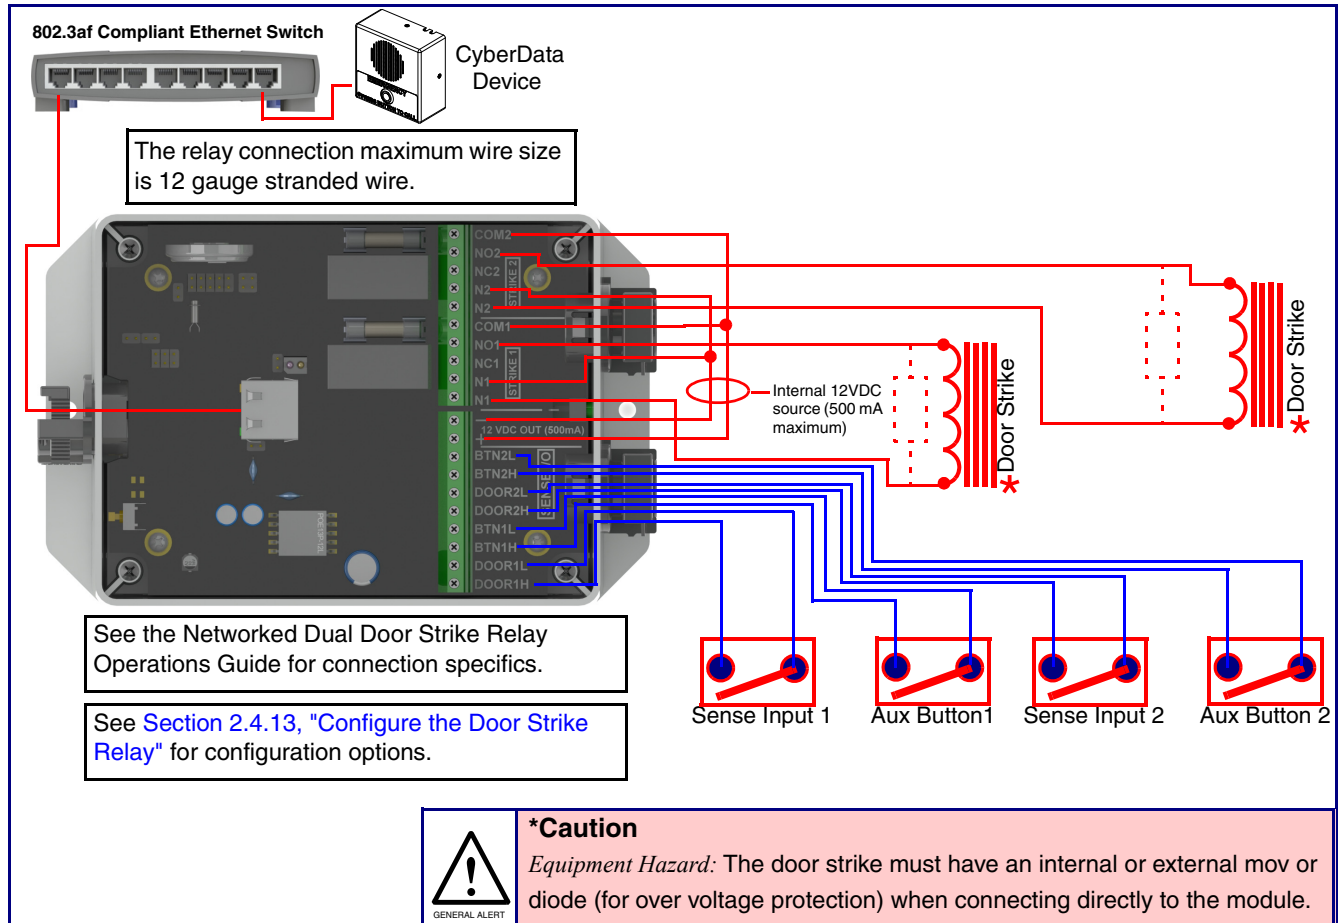 802.3af Compliant Ethernet Switch
CyberData
Device
The relay connection maximum wire size
is 12 gauge stranded wire.
COM2
NO2
NC2
N2
N2
STRIKE 2
COM1
NO1
NC1
N1
N1
STRIKE 1
-
12 VDC OUT (500mA)
+
BTN2L
BTN2H
DOOR2L
DOOR2H
BTN1L
BTN1H
DOOR1L
DOOR1H
Internal 12VDC
source (500 mA
maximum)
*Door Strike
*Door Strike
Sense Input 1
Aux Button1
Sense Input 2
Aux Button 2
See the Networked Dual Door Strike Relay
Operations Guide for connection specifics.
See Section 2.4.13, "Configure the Door Strike
Relay" for configuration options.
GENERAL ALERT
*Caution
Equipment Hazard: The door strike must have an internal or external mov or
diode (for over voltage protection) when connecting directly to the module.